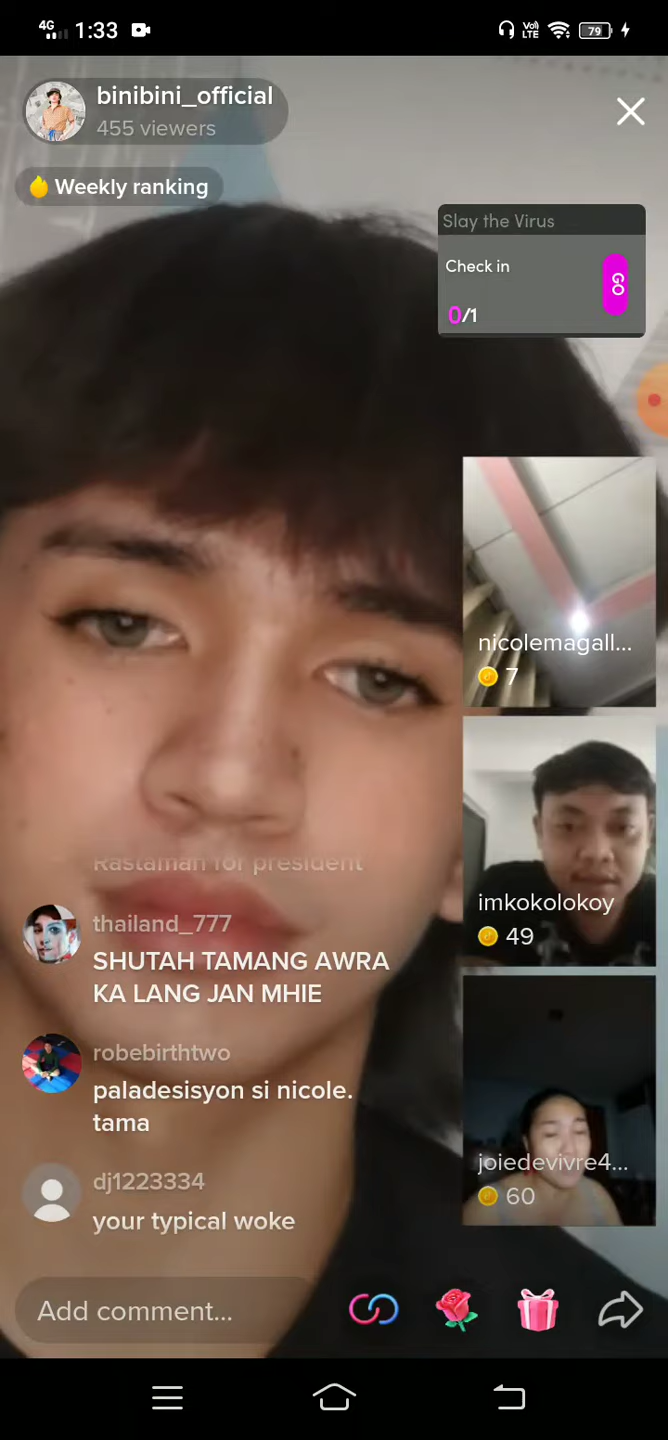 4G
1:33
Vo)
LTE
79
binibini_official
455 viewers
Weekly ranking
Slay the Virus
Check in
GO
0/1
nicolemagall...
7
imkokolokoy
49
Rastaman for president
thailand_777
SHUTAH TAMANG AWRA
KA LANG JAN MHIE
robebirthtwo
paladesisyon si nicole.
tama
joiedevivre4...
60
dj1223334
your typical woke
Add comment...